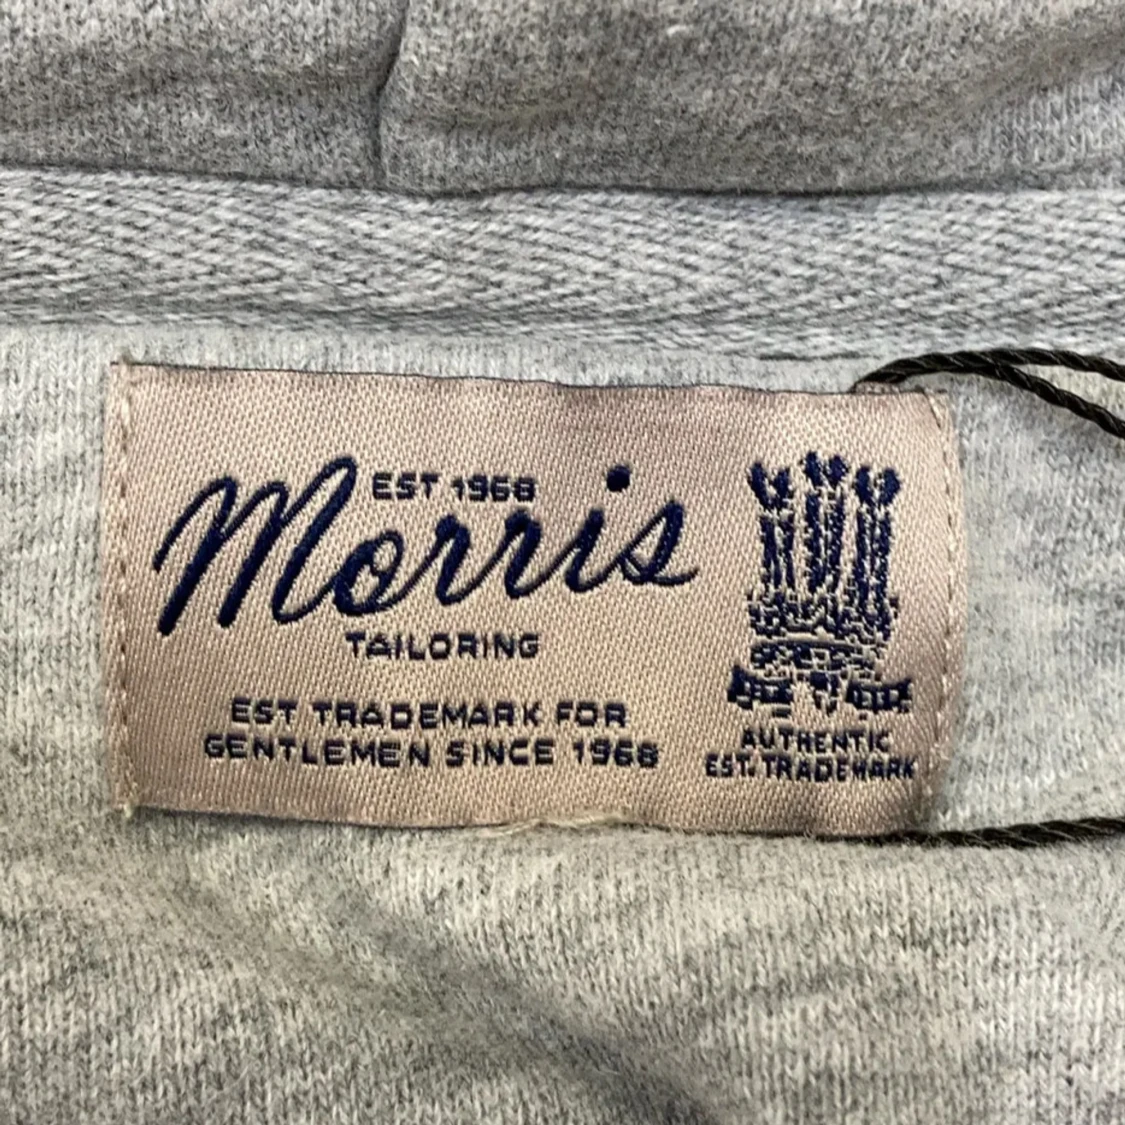 EST 1968
Morris
TAILORING
EST TRADEMARK FOR
GENTLEMEN SINCE 1968
AUTHENTIC
EST. TRADEMARK